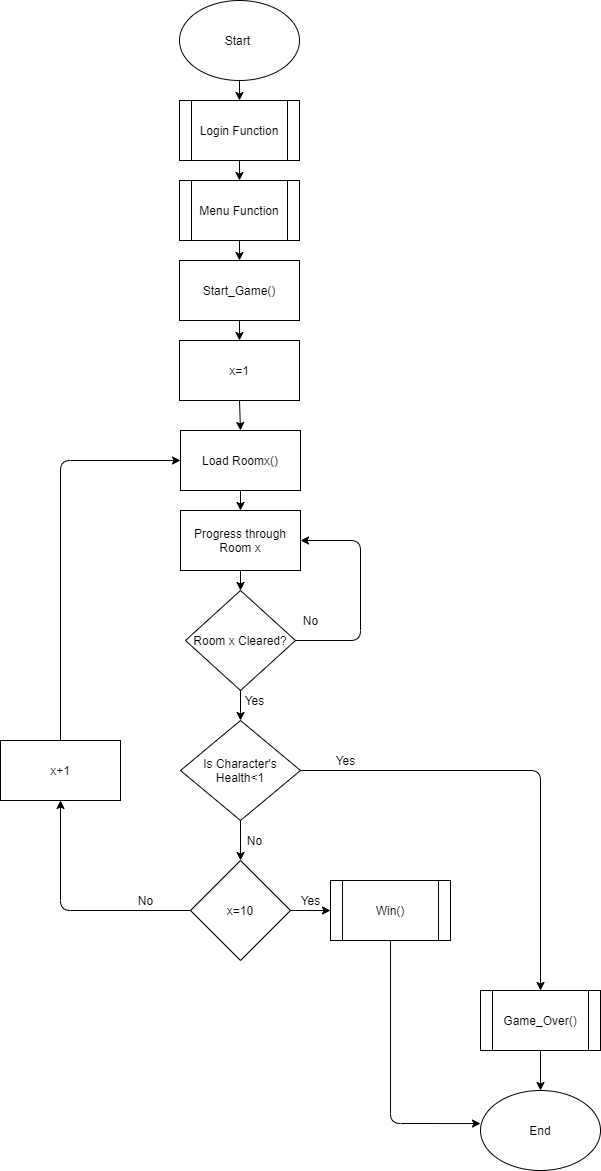 Start
Login Function
Menu Function
Start_Game()
x=1
Load Roomx()
Progress through
Room x
No
Room x Cleared?
Yes
Is Character's
Health<1
Yes
x+1
No
No
x=10
Yes
Win()
Game_Over()
End